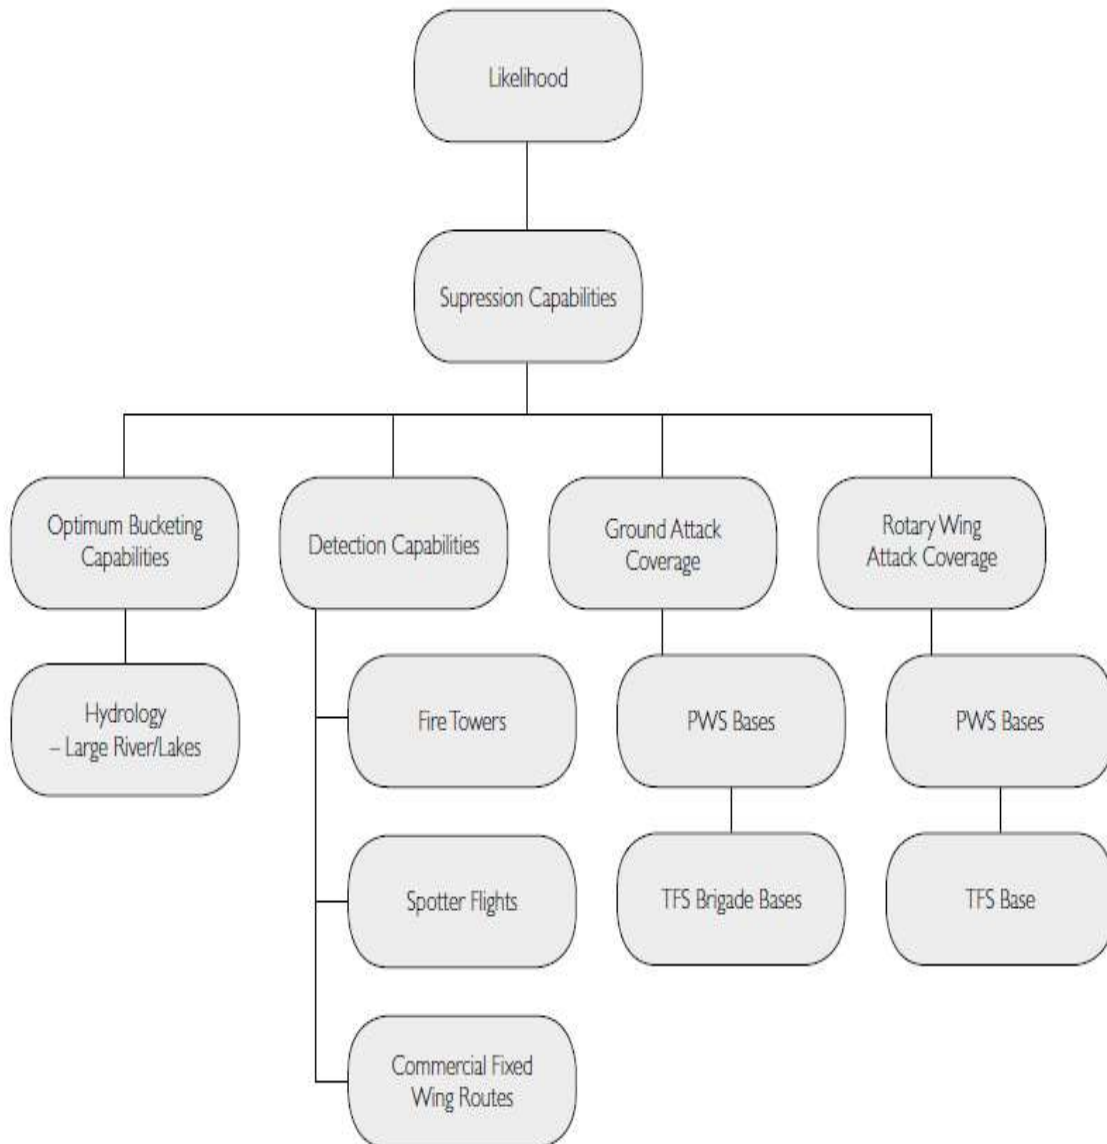 Likelihood
Supression Capabilities
Optimum Bucketing
Capabilities
Detection Capabilities
Ground Attack
Coverage
Rotary Wing
Attack Coverage
Hydrology
– Large River/Lakes
Fire Towers
PWS Bases
PWS Bases
Spotter Flights
TFS Brigade Bases
TFS Base
Commercial Fixed
Wing Routes